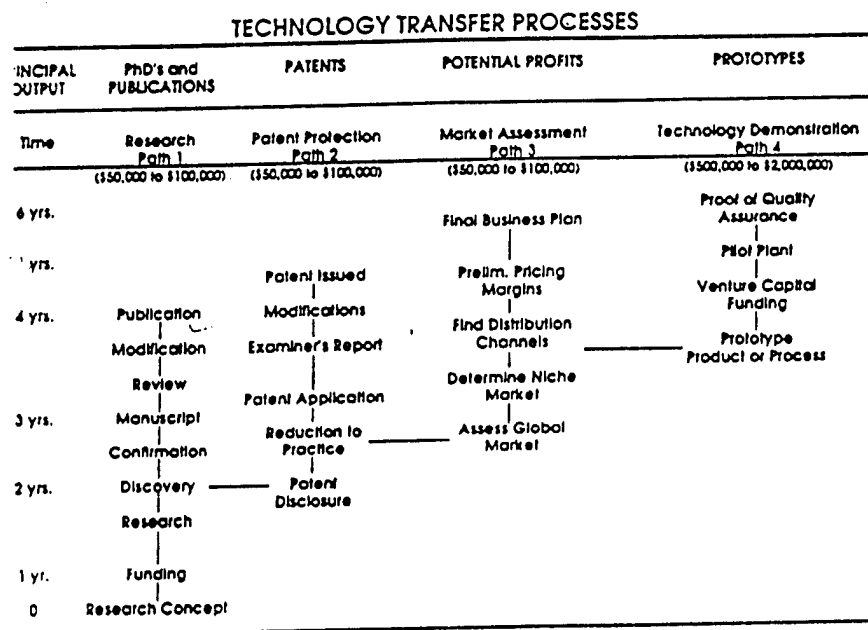 TECHNOLOGY TRANSFER PROCESSES
INCIPAL PhD's and PATENTS POTENTIAL PROFITS PROTOTYPES
OUTPUT PUBLICATIONS
Time Research Patent Protection Market Assessment Technology Demonstration
Path 1 Path 2 Path 3 Path 4
($50,000 to $100,000) ($50,000 to $100,000) ($50,000 to $100,000) ($500,000 to $2,000,000)
6 yrs. Final Business Plan Proof of Quality
Assurance
Pilot Plant
yrs. Patent Issued Prelim. Pricing
Margins
Venture Capital
Funding
4 yrs. Publication Modifications Find Distribution
Channels
Modification Examiner's Report Prototype
Product or Process
Review Determine Niche
Market
Patent Application
3 yrs. Manuscript Reduction to
Practice
Assess Global
Market
Confirmation
2 yrs. Discovery Patent
Disclosure
Research
1 yr. Funding
0 Research Concept